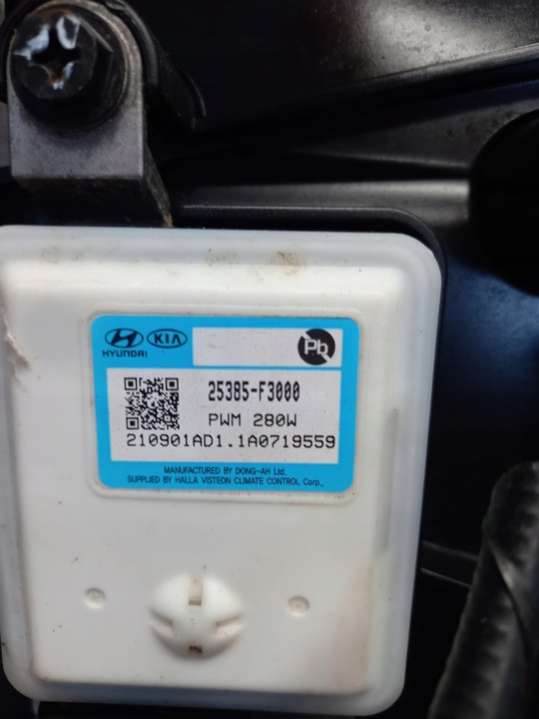 HYUNDAI KIA Pb
25385-F3000
PWM 280W
210901AD1.1A0719559
MANUFACTURED BY DONG-AH Ltd.
SUPPLIED BY HALLA VISTEON CLIMATE CONTROL Corp.,